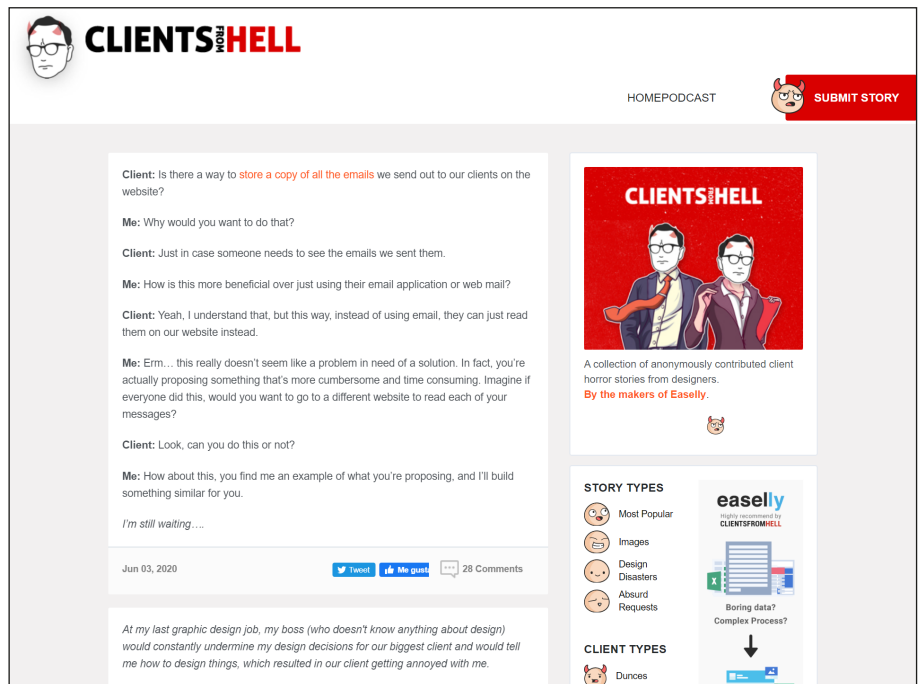 CLIENTS FROM HELL
HOMEPODCAST
SUBMIT STORY
Client: Is there a way to store a copy of all the emails we send out to our clients on the
website?
Me: Why would you want to do that?
Client: Just in case someone needs to see the emails we sent them.
Me: How is this more beneficial over just using their email application or web mail?
Client: Yeah, I understand that, but this way, instead of using email, they can just read
them on our website instead.
Me: Erm… this really doesn't seem like a problem in need of a solution. In fact, you're
actually proposing something that's more cumbersome and time consuming. Imagine if
everyone did this, would you want to go to a different website to read each of your
messages?
Client: Look, can you do this or not?
Me: How about this, you find me an example of what you're proposing, and I'll build
something similar for you.
I'm still waiting….
Jun 03, 2020
Tweet
Me gusta
28 Comments
At my last graphic design job, my boss (who doesn't know anything about design)
would constantly undermine my design decisions for our biggest client and would tell
me how to design things, which resulted in our client getting annoyed with me.
CLIENTS FROM HELL
A collection of anonymously contributed client
horror stories from designers.
By the makers of Easelly.
STORY TYPES
Most Popular
Images
Design
Disasters
Absurd
Requests
CLIENT TYPES
Dunces
easelly
Highly recommend by
CLIENTSFROMHELL
X
Boring data?
Complex Process?